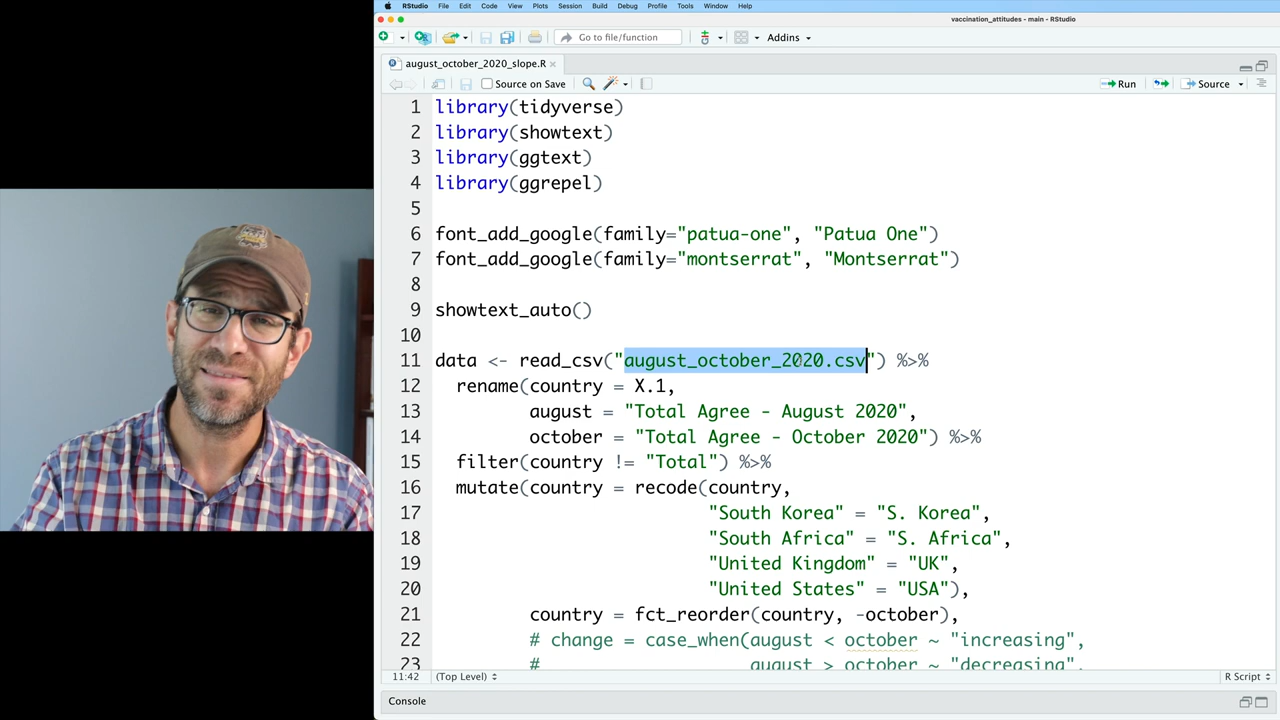 RStudio File Edit Code View Plots Session Build Debug Profile Tools Window Help
vaccination_attitudes - main - RStudio
Go to file/function Addins
august_october_2020_slope.R
Source on Save Run Source
1 library(tidyverse)
2 library(showtext)
3 library(ggtext)
4 library(ggrepel)
5
6 font_add_google(family="patua-one", "Patua One")
7 font_add_google(family="montserrat", "Montserrat")
8
9 showtext_auto()
10
11 data <- read_csv("august_october_2020.csv") %>%
12 rename(country = X.1,
13 august = "Total Agree - August 2020",
14 october = "Total Agree - October 2020") %>%
15 filter(country != "Total") %>%
16 mutate(country = recode(country,
17 "South Korea" = "S. Korea",
18 "South Africa" = "S. Africa",
19 "United Kingdom" = "UK",
20 "United States" = "USA"),
21 country = fct_reorder(country, -october),
22 # change = case_when(august < october ~ "increasing",
23 # august > october ~ "decreasing",
11:42 (Top Level) R Script
Console